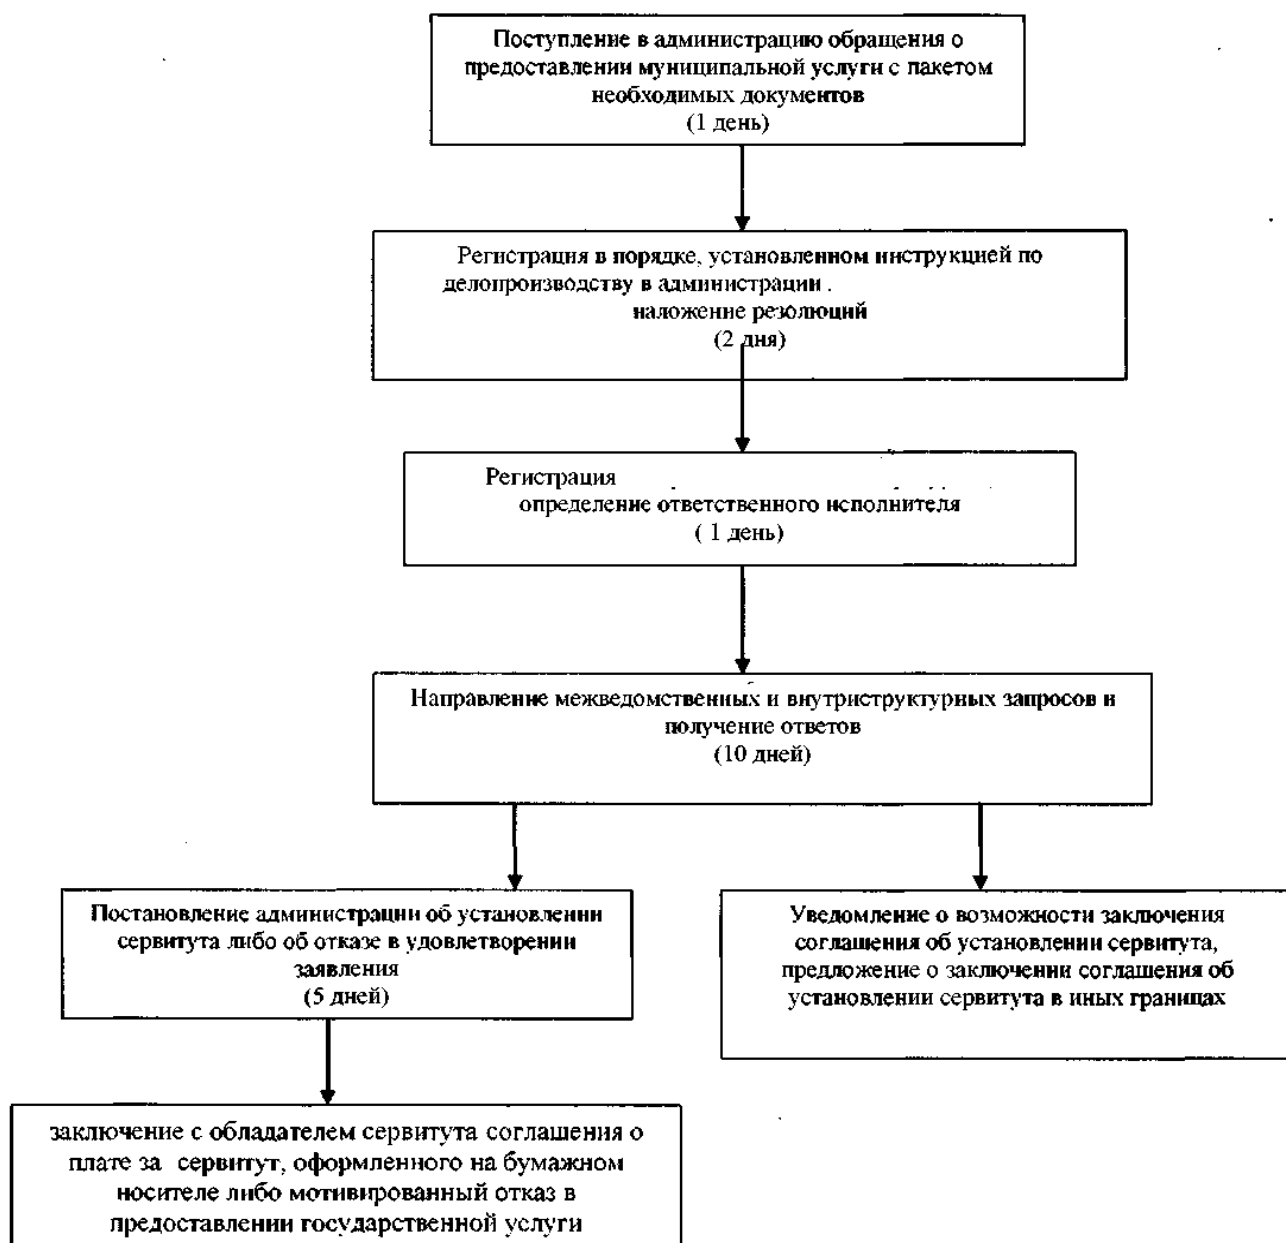 Поступление в администрацию обращения о
предоставлении муниципальной услуги с пакетом
необходимых документов
(1 день)
Регистрация в порядке, установленном инструкцией по
делопроизводству в администрации .
наложение резолюций
(2 дня)
Регистрация
определение ответственного исполнителя
( 1 день)
Направление межведомственных и внутриструктурных запросов и
получение ответов
(10 дней)
Постановление администрации об установлении
сервитута либо об отказе в удовлетворении
заявления
(5 дней)
Уведомление о возможности заключения
соглашения об установлении сервитута,
предложение о заключении соглашения об
установлении сервитута в иных границах
заключение с обладателем сервитута соглашения о
плате за сервитут, оформленного на бумажном
носителе либо мотивированный отказ в
предоставлении государственной услуги